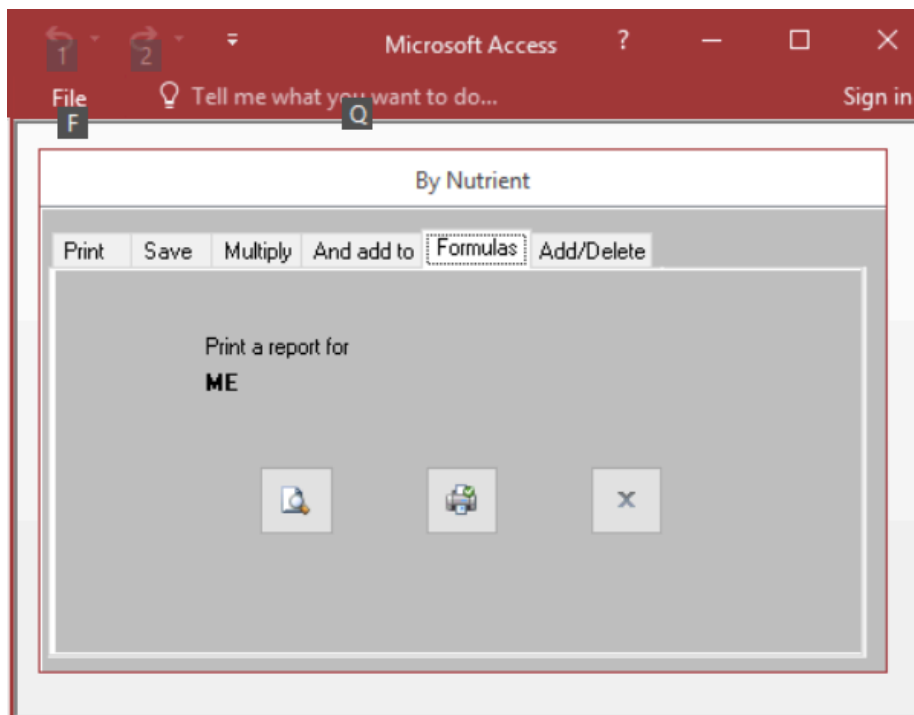 1 2 Microsoft Access ?
File Tell me what you want to do... Sign in
F Q
By Nutrient
Print Save Multiply And add to Formulas Add/Delete
Print a report for
ME